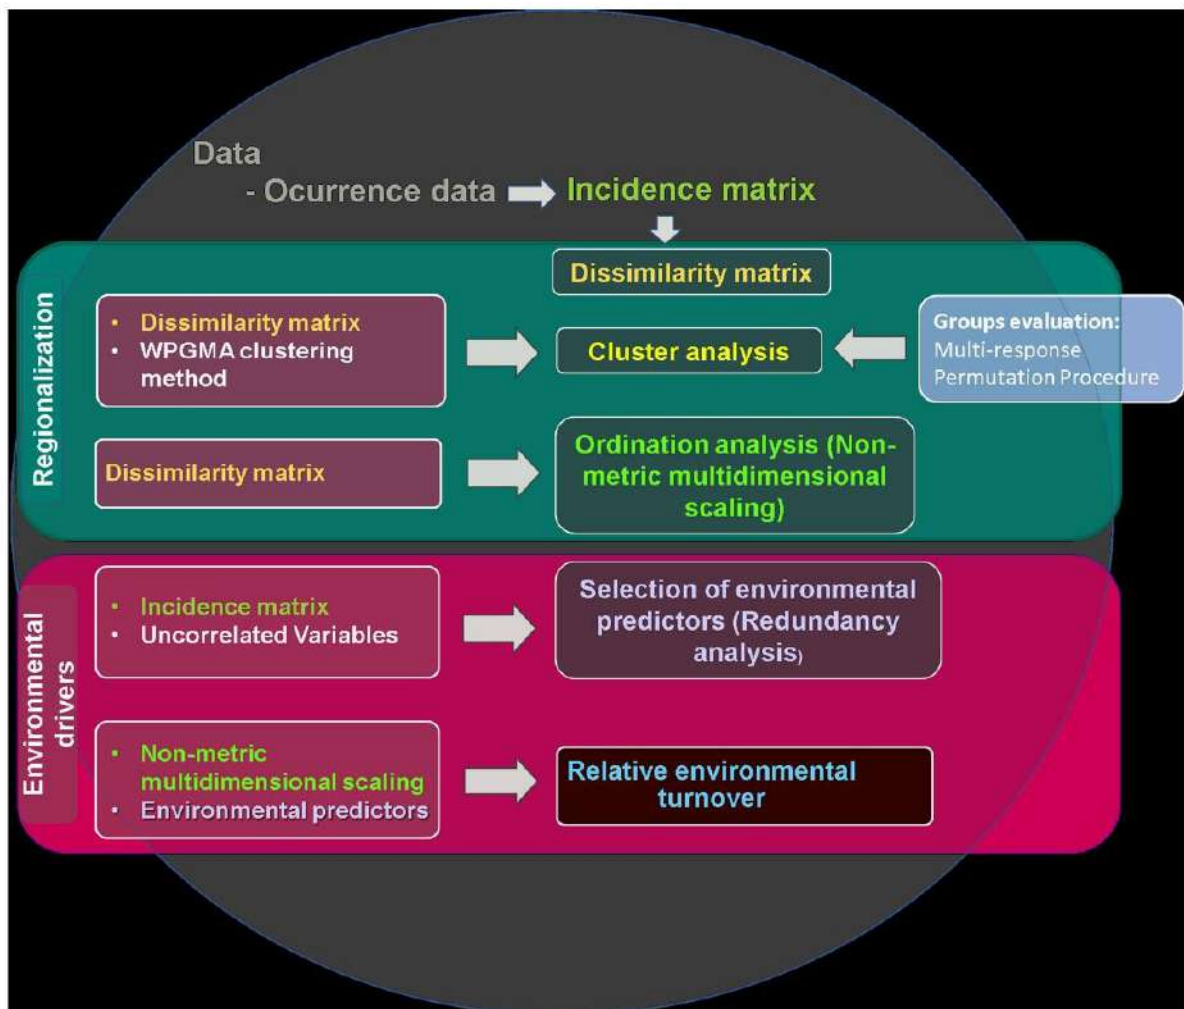 Data
- Ocurrence data
Incidence matrix
Dissimilarity matrix
Regionalization
• Dissimilarity matrix
• WPGMA clustering
method
Cluster analysis
Groups evaluation:
Multi-response
Permutation Procedure
Dissimilarity matrix
Ordination analysis (Non-
metric multidimensional
scaling)
Environmental
drivers
• Incidence matrix
• Uncorrelated Variables
Selection of environmental
predictors (Redundancy
analysis)
• Non-metric
multidimensional scaling
• Environmental predictors
Relative environmental
turnover